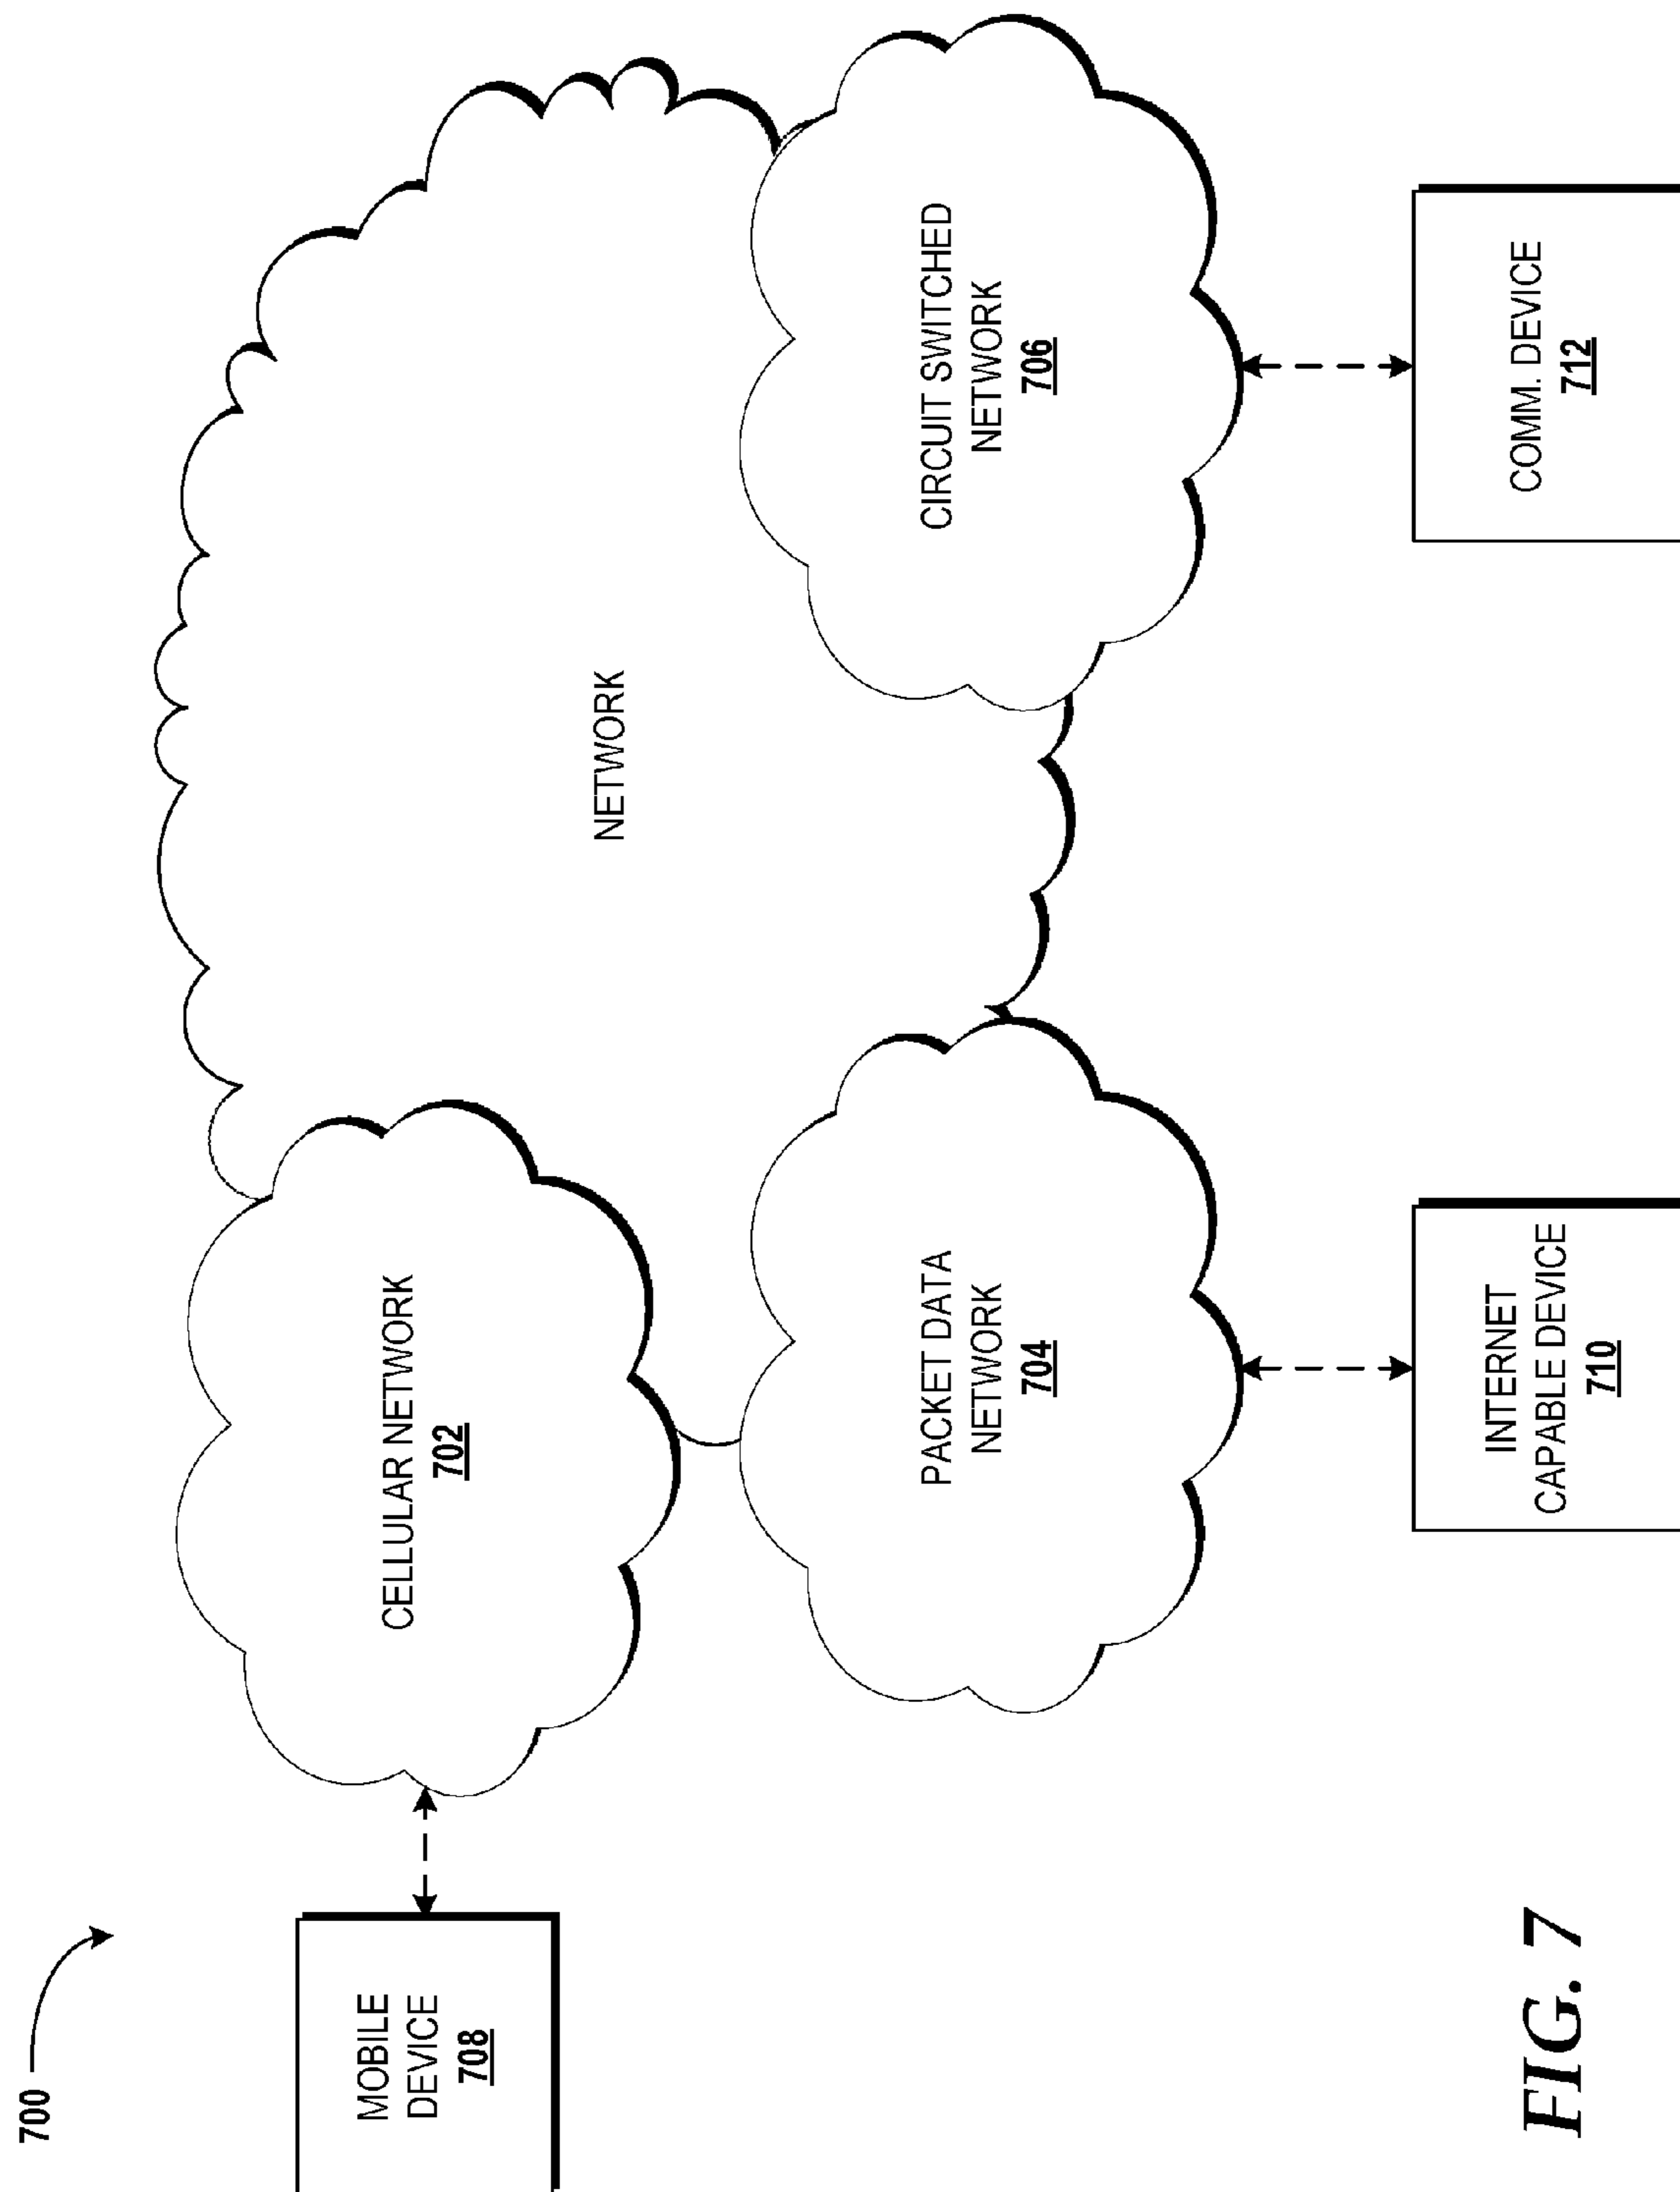 700
MOBILE
DEVICE
708
CELLULAR NETWORK
702
NETWORK
PACKET DATA
NETWORK
704
CIRCUIT SWITCHED
NETWORK
706
INTERNET
CAPABLE DEVICE
710
COMM. DEVICE
712
FIG. 7